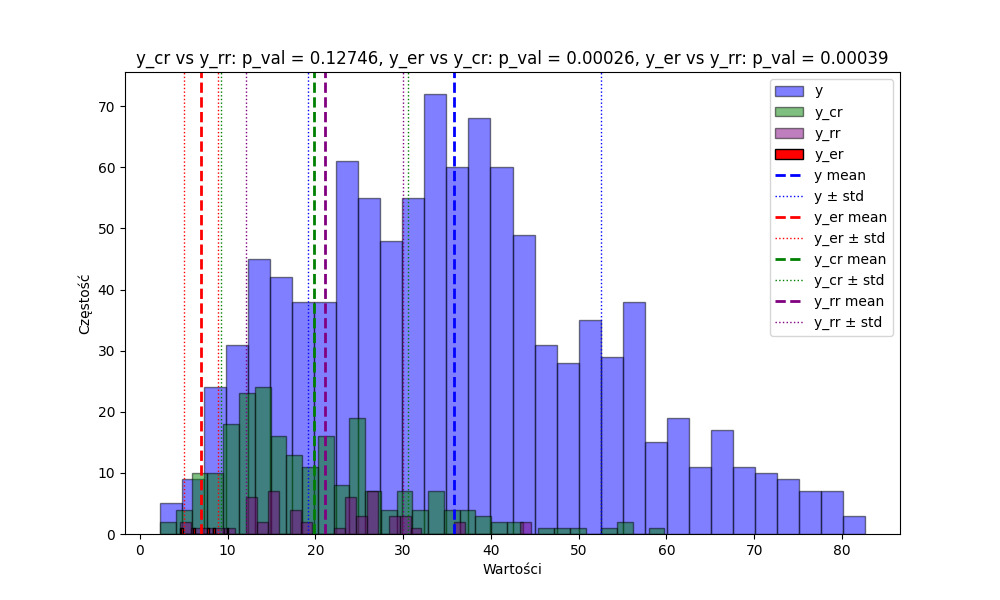 y_cr vs y_rr: p_val = 0.12746, y_er vs y_cr: p_val = 0.00026, y_er vs y_rr: p_val = 0.00039
y
y_cr
y_rr
y_er
y mean
y ± std
y_er mean
y_er ± std
y_cr mean
y_cr ± std
y_rr mean
y_rr ± std
Częstość
70
60
50
40
30
20
10
0
0 10 20 30 40 50 60 70 80
Wartości